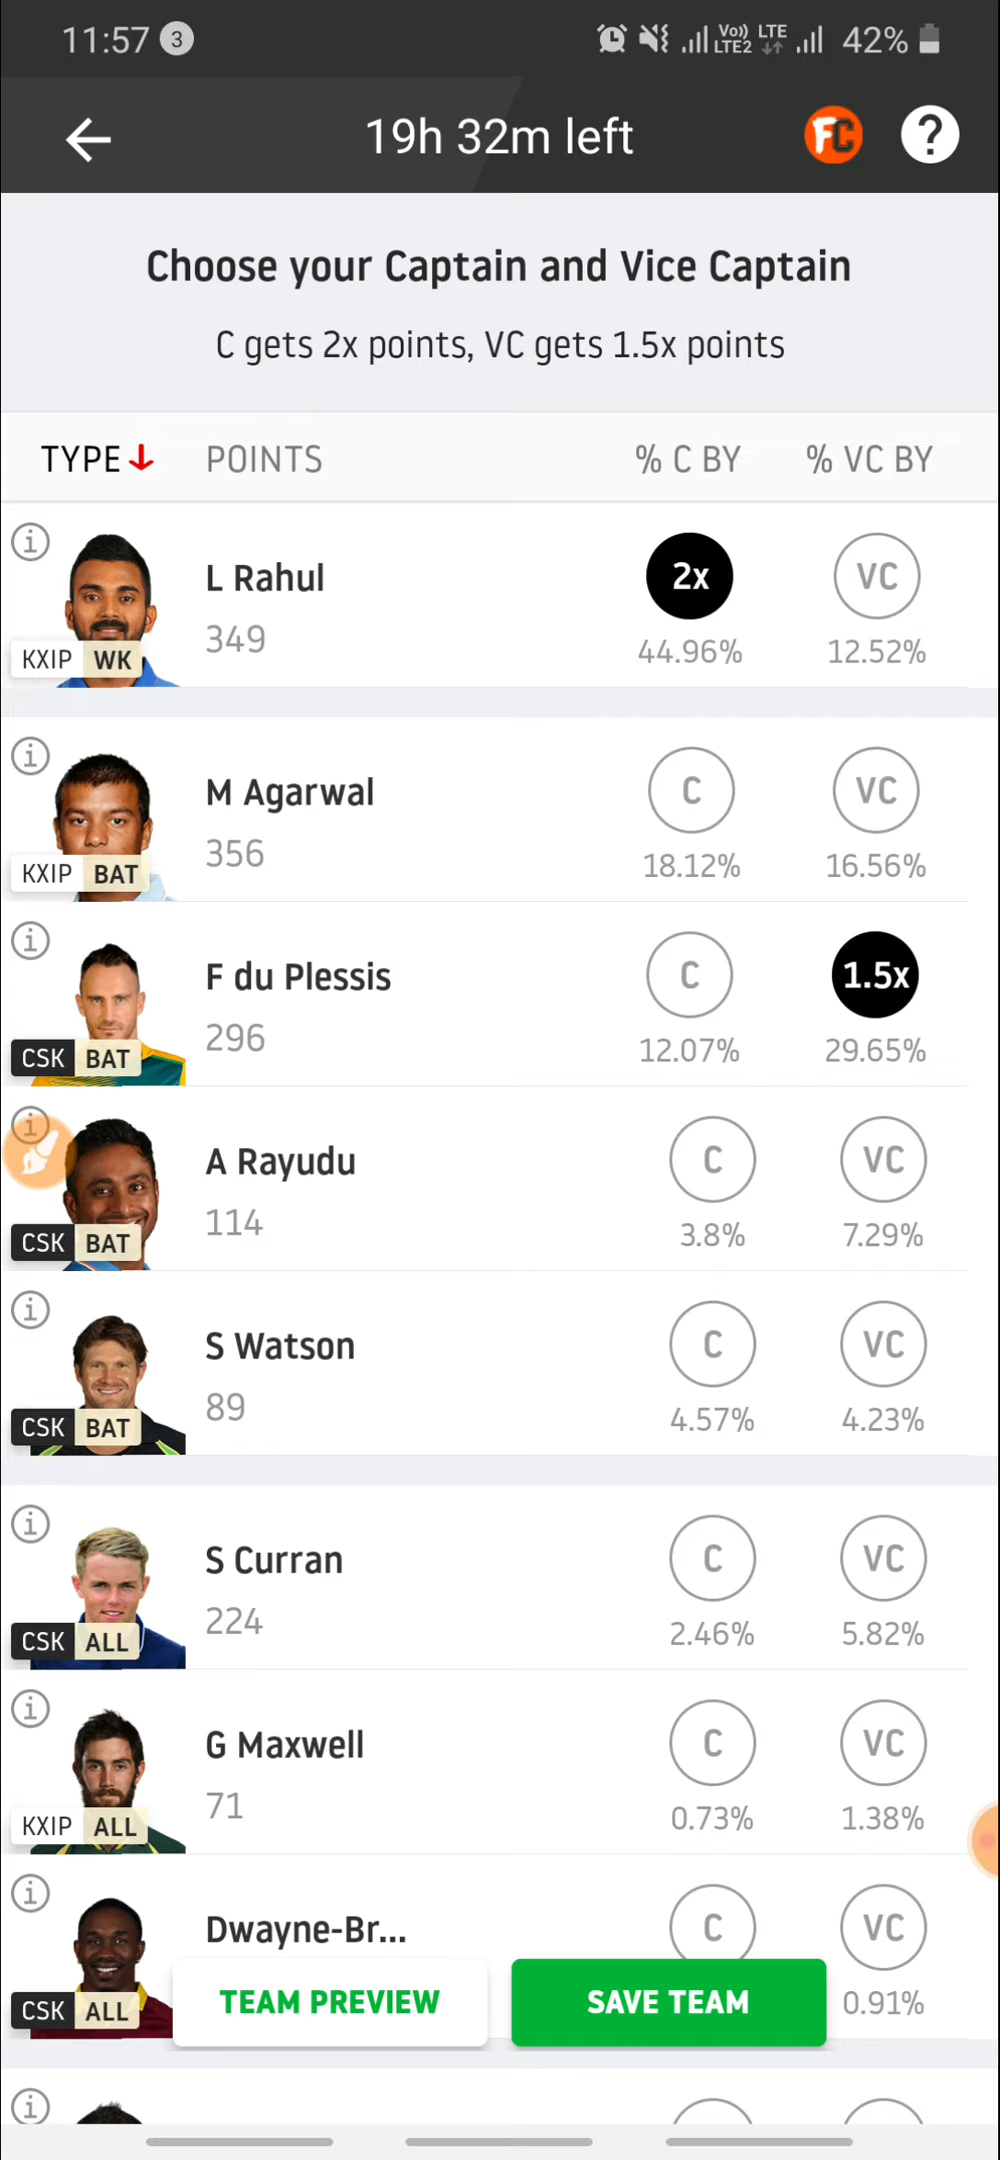 11:57 3 Vo)) LTE2 LTE 42%
19h 32m left FC ?
Choose your Captain and Vice Captain
C gets 2x points, VC gets 1.5x points
TYPE POINTS % C BY % VC BY
L Rahul 2x VC
349 44.96% 12.52%
KXIP WK
M Agarwal C VC
356 18.12% 16.56%
KXIP BAT
F du Plessis C 1.5x
296 12.07% 29.65%
CSK BAT
A Rayudu C VC
114 3.8% 7.29%
CSK BAT
S Watson C VC
89 4.57% 4.23%
CSK BAT
S Curran C VC
224 2.46% 5.82%
CSK ALL
G Maxwell C VC
71 0.73% 1.38%
KXIP ALL
Dwayne-Br... C VC
CSK ALL TEAM PREVIEW SAVE TEAM 0.91%